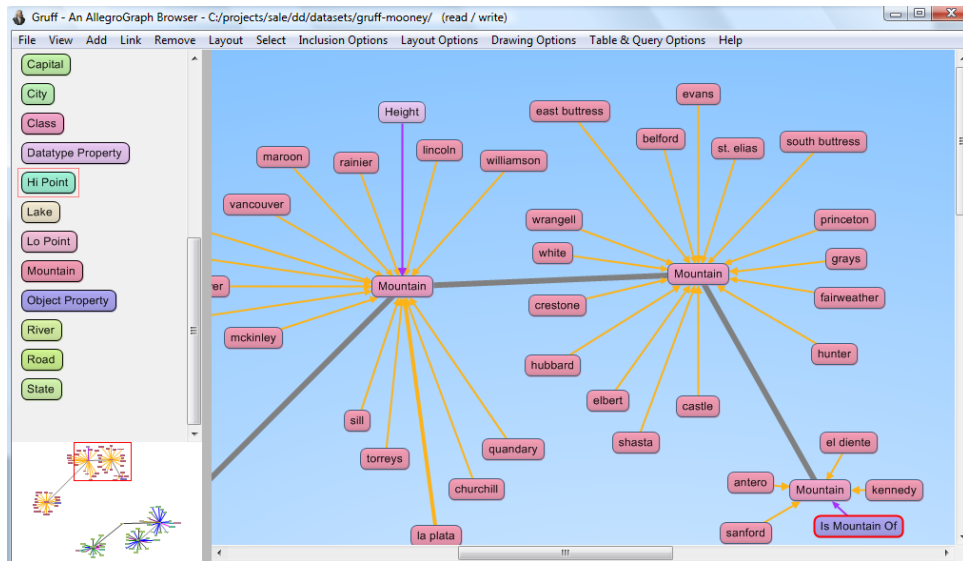 Gruff - An AllegroGraph Browser - C:/projects/sale/dd/datasets/gruff-mooney/ (read / write)
File View Add Link Remove Layout Select Inclusion Options Layout Options Drawing Options Table & Query Options Help
Capital
City
Class
Datatype Property
Hi Point
Lake
Lo Point
Mountain
Object Property
River
Road
State
Height
maroon
rainier
lincoln
williamson
vancouver
er
Mountain
mckinley
sill
torreys
quandary
churchill
la plata
east buttress
evans
belford
st. elias
south buttress
wrangell
white
princeton
grays
Mountain
crestone
fairweather
hubbard
hunter
elbert
castle
shasta
el diente
antero
Mountain
kennedy
sanford
Is Mountain Of